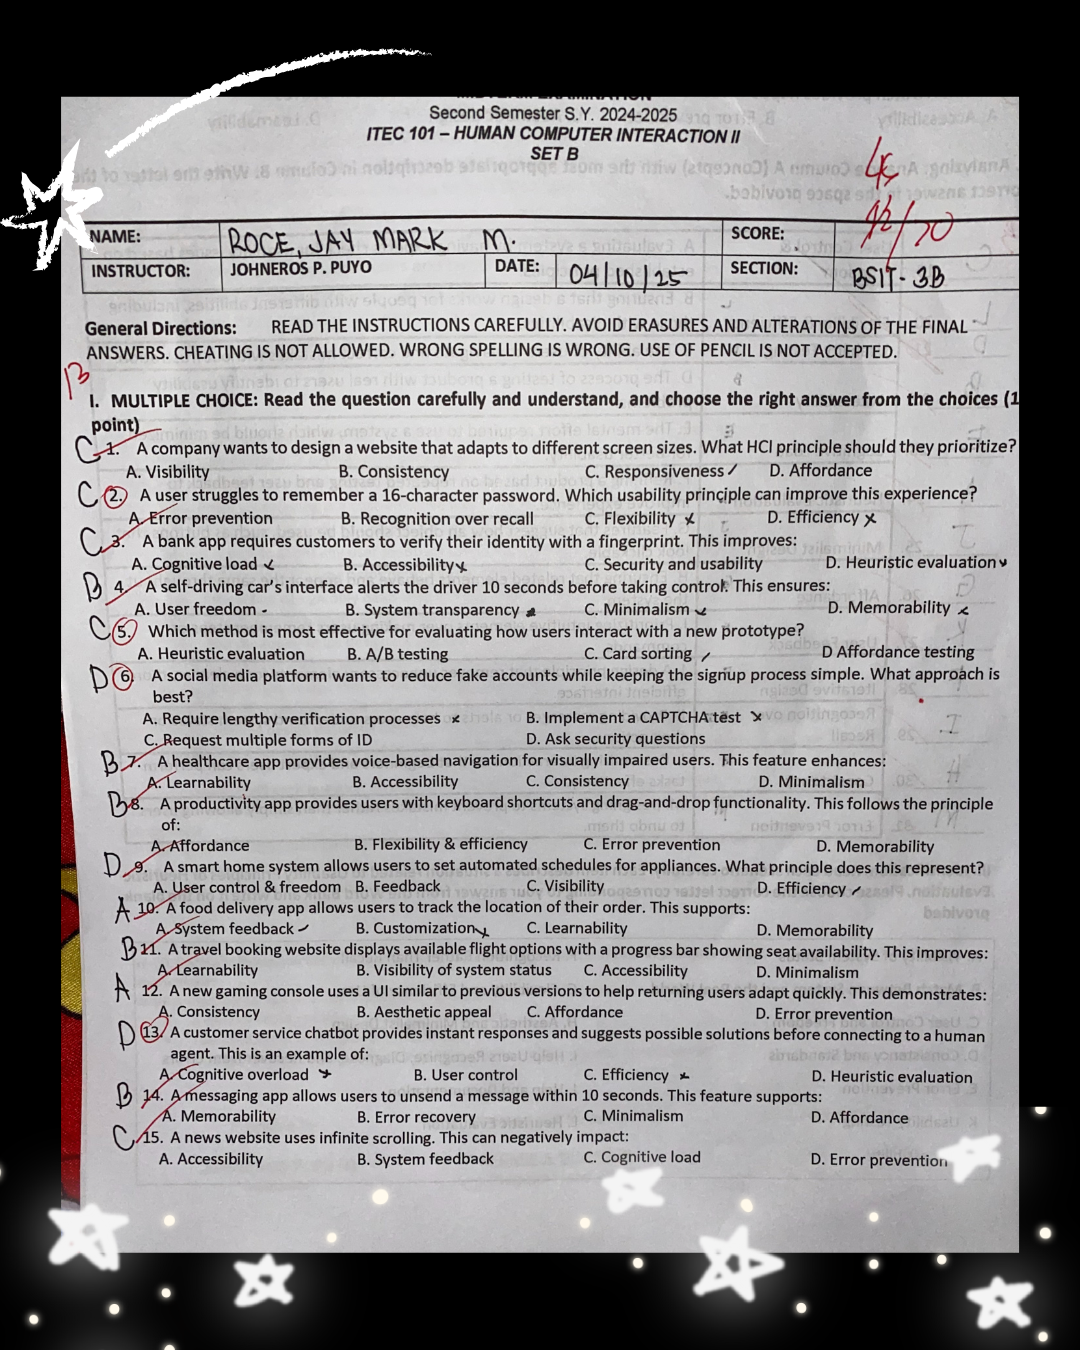 Second Semester S.Y. 2024-2025
ITEC 101 – HUMAN COMPUTER INTERACTION II
SET B
NAME: ROCE, JAY MARK M. SCORE: 42/70
INSTRUCTOR: JOHNEROS P. PUYO DATE: 04/10/25 SECTION: BSIT-3B
General Directions: READ THE INSTRUCTIONS CAREFULLY. AVOID ERASURES AND ALTERATIONS OF THE FINAL
ANSWERS. CHEATING IS NOT ALLOWED. WRONG SPELLING IS WRONG. USE OF PENCIL IS NOT ACCEPTED.
13
I. MULTIPLE CHOICE: Read the question carefully and understand, and choose the right answer from the choices (1
point)
C 1. A company wants to design a website that adapts to different screen sizes. What HCI principle should they prioritize?
A. Visibility B. Consistency C. Responsiveness D. Affordance
C 2. A user struggles to remember a 16-character password. Which usability principle can improve this experience?
A. Error prevention B. Recognition over recall C. Flexibility D. Efficiency
C 3. A bank app requires customers to verify their identity with a fingerprint. This improves:
A. Cognitive load B. Accessibility C. Security and usability D. Heuristic evaluation
B 4. A self-driving car's interface alerts the driver 10 seconds before taking control. This ensures:
A. User freedom B. System transparency C. Minimalism D. Memorability
C 5. Which method is most effective for evaluating how users interact with a new prototype?
A. Heuristic evaluation B. A/B testing C. Card sorting D Affordance testing
D 6. A social media platform wants to reduce fake accounts while keeping the signup process simple. What approach is
best?
A. Require lengthy verification processes B. Implement a CAPTCHA test
C. Request multiple forms of ID D. Ask security questions
B 7. A healthcare app provides voice-based navigation for visually impaired users. This feature enhances:
A. Learnability B. Accessibility C. Consistency D. Minimalism
B 8. A productivity app provides users with keyboard shortcuts and drag-and-drop functionality. This follows the principle
of:
A. Affordance B. Flexibility & efficiency C. Error prevention D. Memorability
D 9. A smart home system allows users to set automated schedules for appliances. What principle does this represent?
A. User control & freedom B. Feedback C. Visibility D. Efficiency
A 10. A food delivery app allows users to track the location of their order. This supports:
A. System feedback B. Customization C. Learnability D. Memorability
B 11. A travel booking website displays available flight options with a progress bar showing seat availability. This improves:
A. Learnability B. Visibility of system status C. Accessibility D. Minimalism
A 12. A new gaming console uses a UI similar to previous versions to help returning users adapt quickly. This demonstrates:
A. Consistency B. Aesthetic appeal C. Affordance D. Error prevention
D 13. A customer service chatbot provides instant responses and suggests possible solutions before connecting to a human
agent. This is an example of:
A. Cognitive overload B. User control C. Efficiency D. Heuristic evaluation
B 14. A messaging app allows users to unsend a message within 10 seconds. This feature supports:
A. Memorability B. Error recovery C. Minimalism D. Affordance
C 15. A news website uses infinite scrolling. This can negatively impact:
A. Accessibility B. System feedback C. Cognitive load D. Error prevention